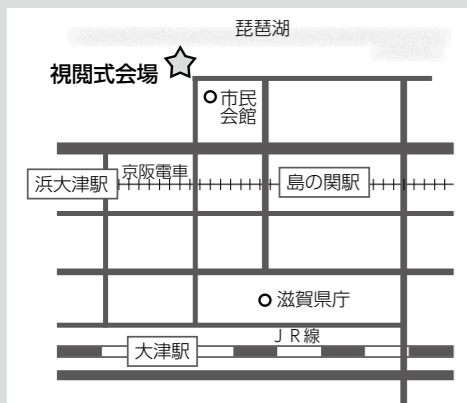 琵琶湖
視閲式会場
市民
会館
京阪電車
浜大津駅
島の関駅
滋賀県庁
JR線
大津駅